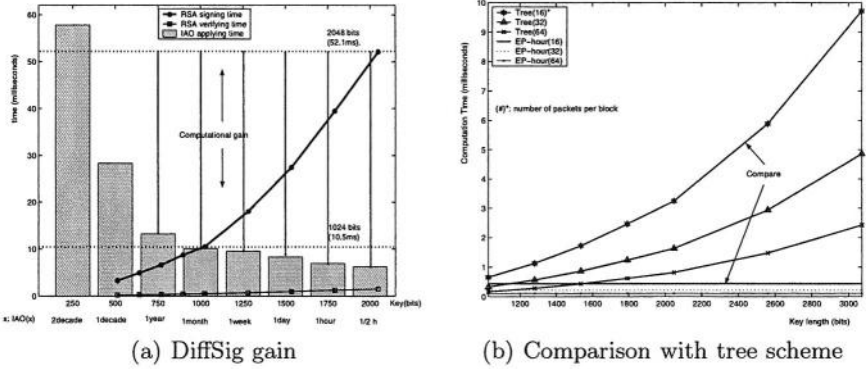 RSA signing time
RSA verifying time
IAO applying time
2048 bits
(52.1ms).
Computational gain
1024 bits
(10.5ms)
time (milliseconds)
60
50
40
30
20
10
0
250 500 750 1000 1250 1500 1750 2000 Key(bits)
x; IAO(x) 2decade 1decade 1year 1month 1week 1day 1hour 1/2 h
(a) DiffSig gain
Tree(16)*
Tree(32)
Tree(64)
EP-hour(16)
EP-hour(32)
EP-hour(64)
(#)*: number of packets per block
Compare
Computation Time (milliseconds)
10
9
8
7
6
5
4
3
2
1
0
1200 1400 1600 1800 2000 2200 2400 2600 2800 3000
Key length (bits)
(b) Comparison with tree scheme